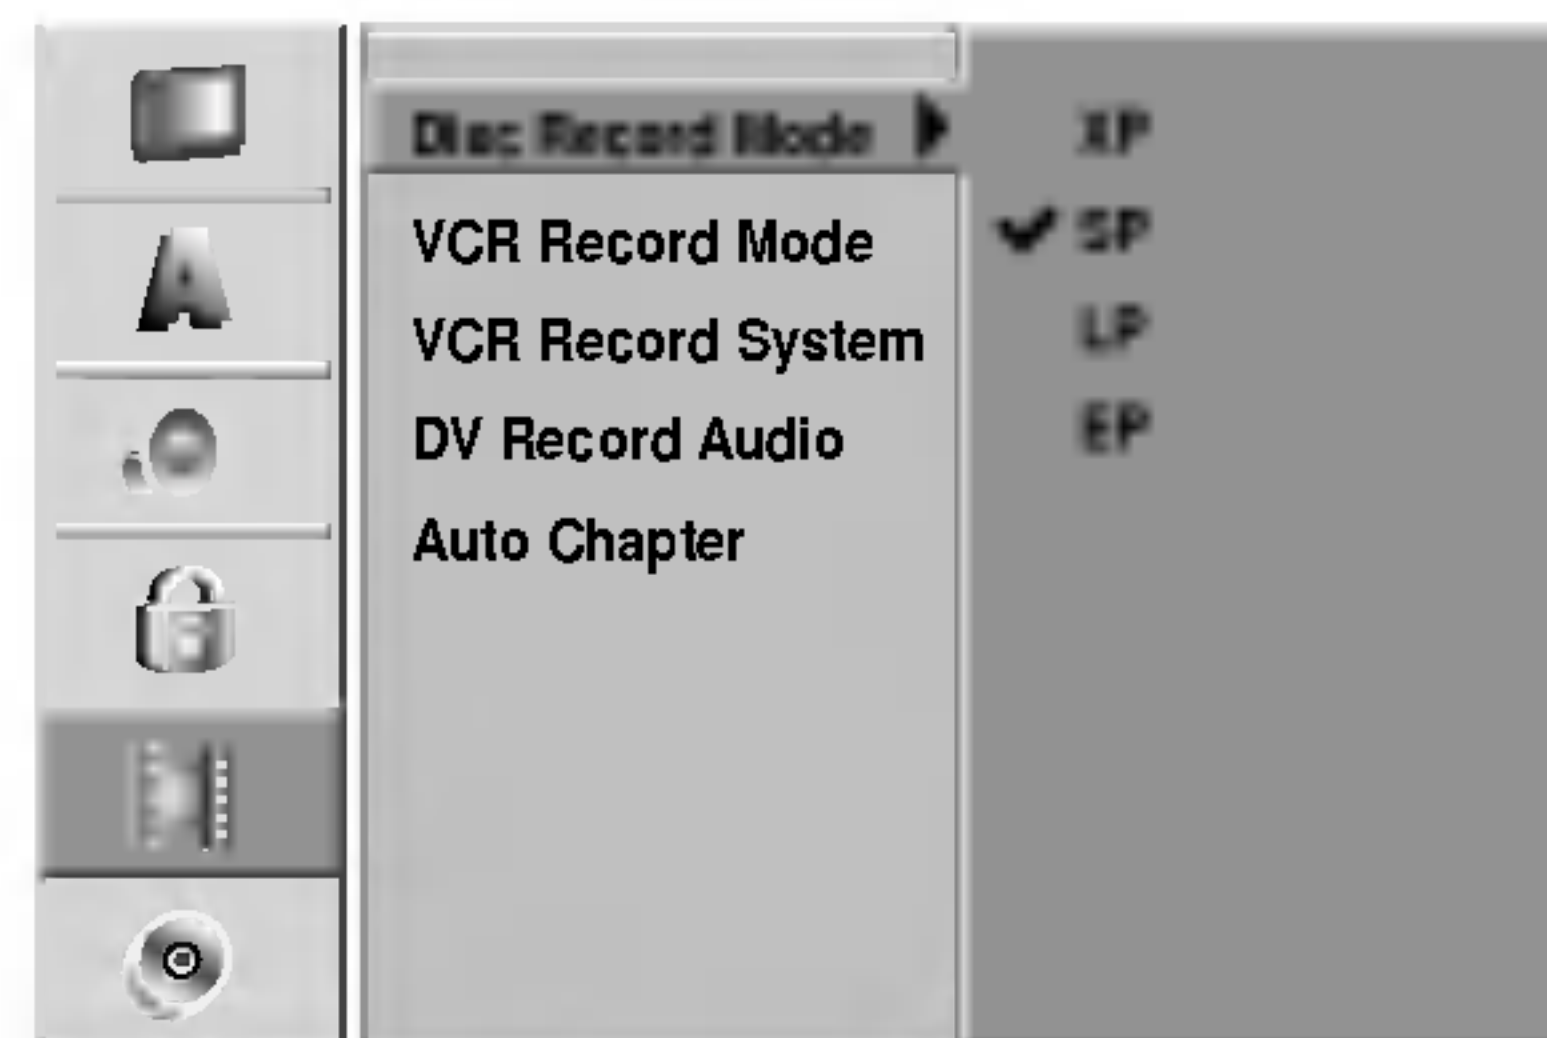 Disc Record Mode
VCR Record Mode
VCR Record System
DV Record Audio
Auto Chapter
XP
SP
LP
EP